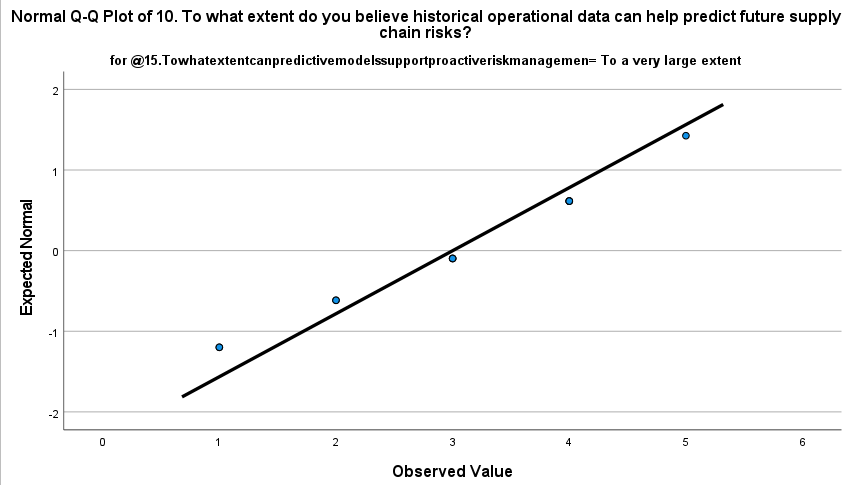 Normal Q-Q Plot of 10. To what extent do you believe historical operational data can help predict future supply
chain risks?
for @15.Towhatextentcanpredictivemodelssupportproactiveriskmanagemen= To a very large extent
2
1
0
-1
-2
Expected Normal
0 1 2 3 4 5 6
Observed Value